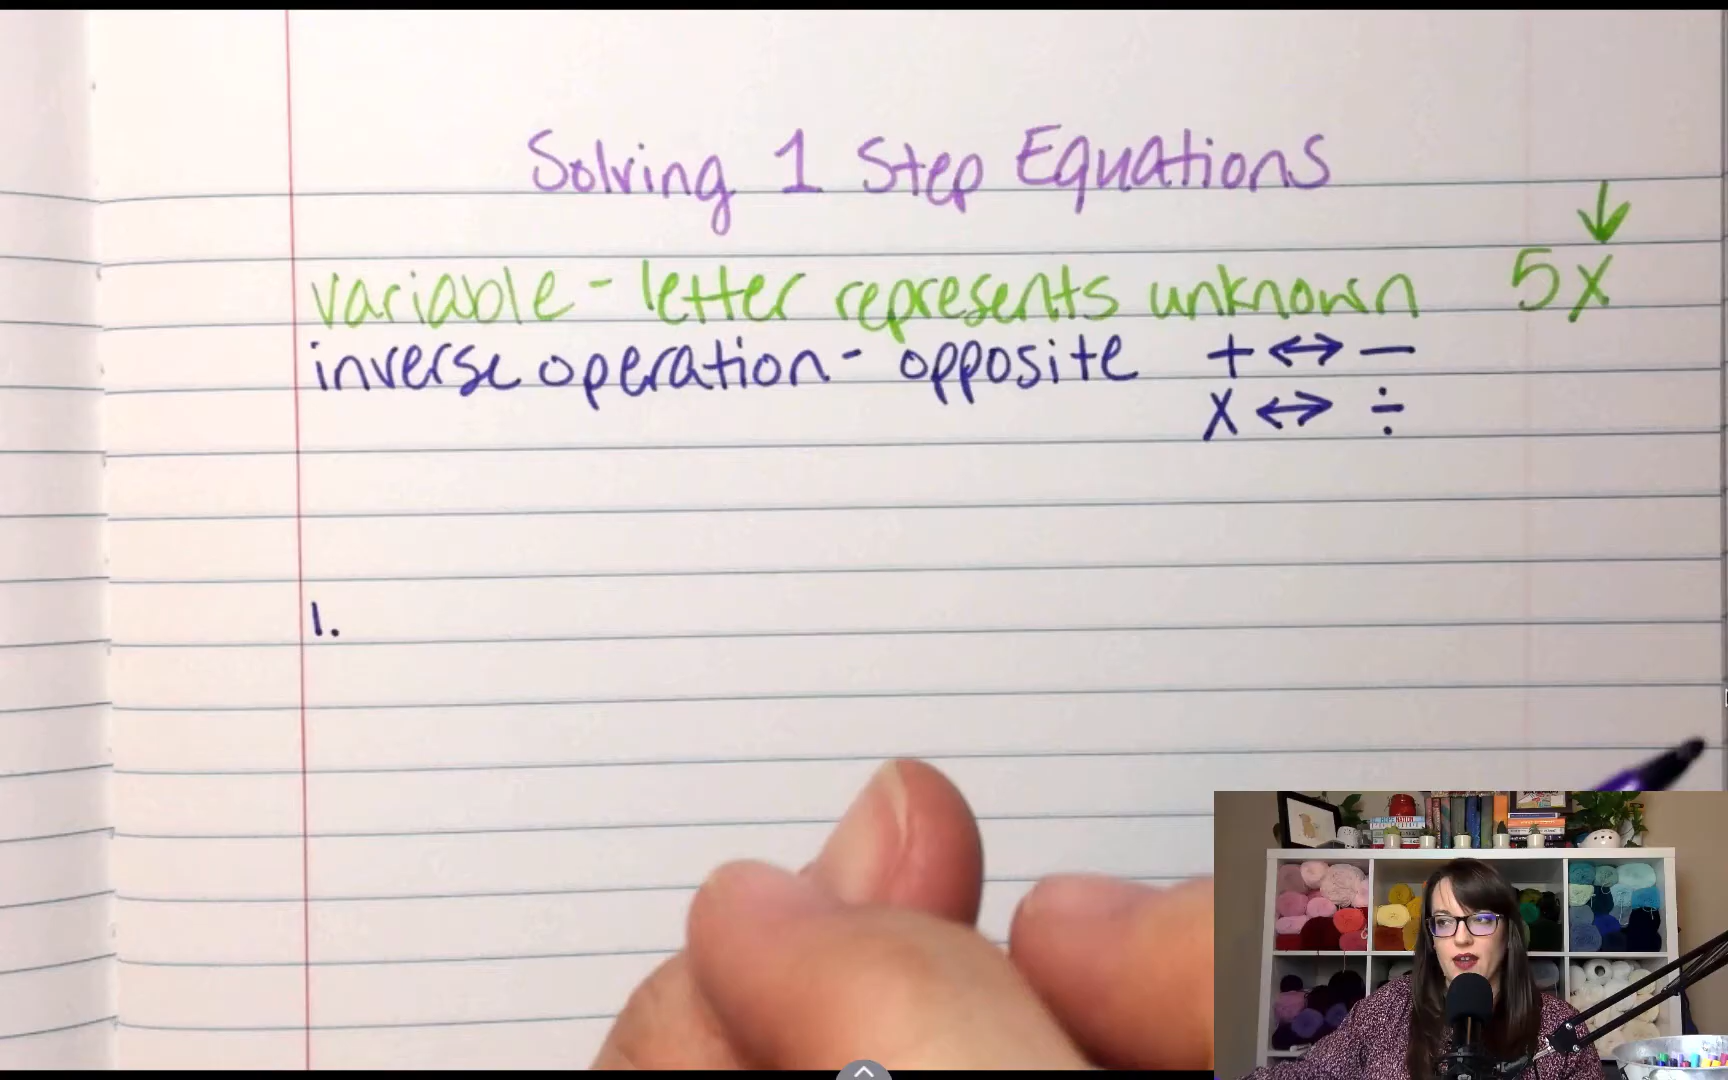 Solving 1 Step Equations
variable - letter represents unknown 5x
inverse operation - opposite + ↔ −
x ↔ ÷
1.